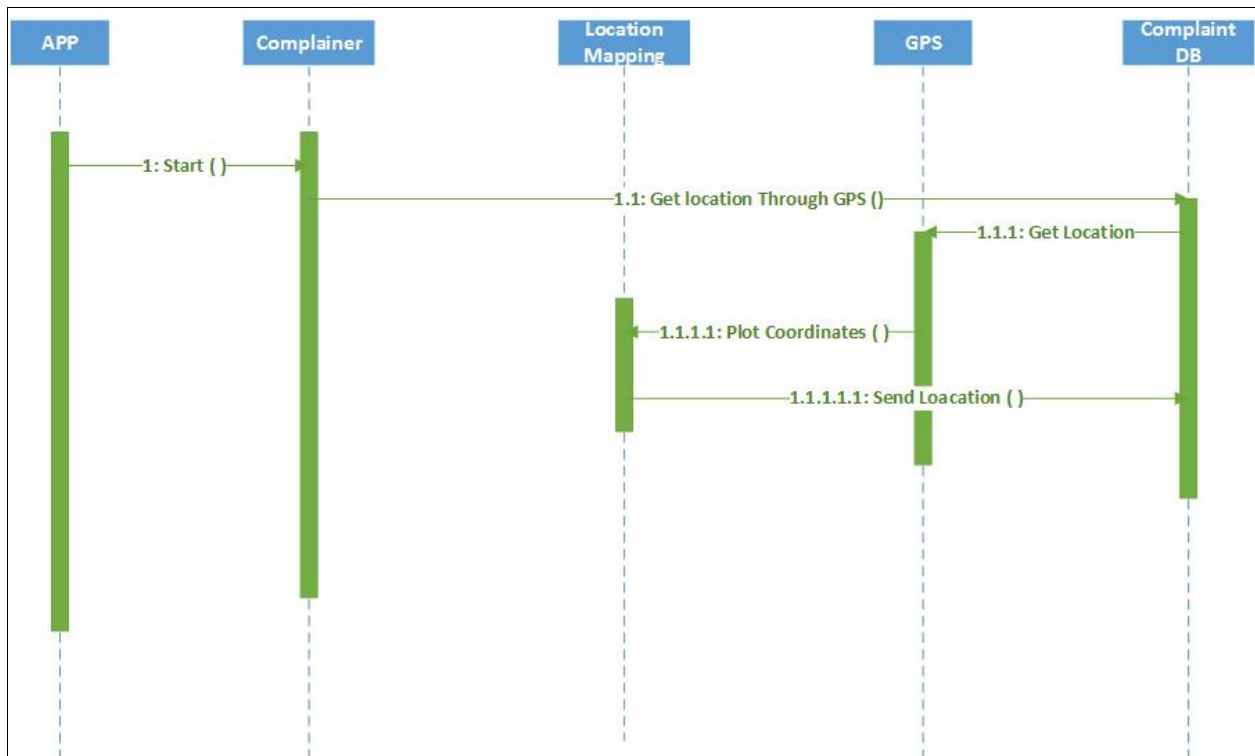 APP
Complainer
Location
Mapping
GPS
Complaint
DB
1: Start ( )
1.1: Get location Through GPS ()
1.1.1: Get Location
1.1.1.1: Plot Coordinates ( )
1.1.1.1.1: Send Loacation ( )